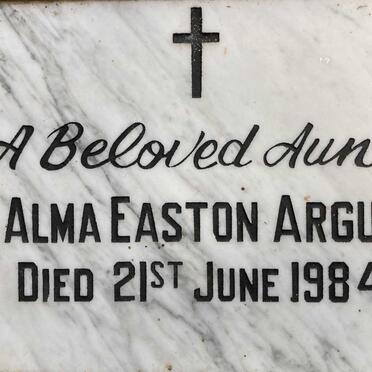 A Beloved Aun
ALMA EASTON ARGU
DIED 21ST JUNE 1984